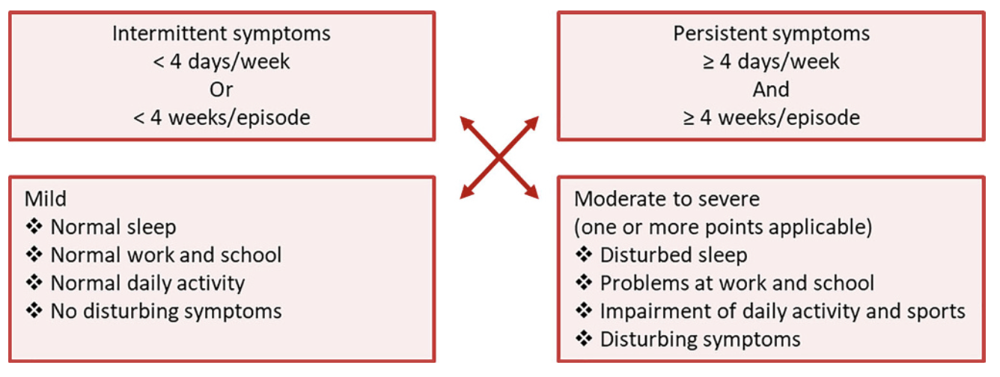 Intermittent symptoms
< 4 days/week
Or
< 4 weeks/episode
Persistent symptoms
≥ 4 days/week
And
≥ 4 weeks/episode
Mild
❖ Normal sleep
❖ Normal work and school
❖ Normal daily activity
❖ No disturbing symptoms
Moderate to severe
(one or more points applicable)
❖ Disturbed sleep
❖ Problems at work and school
❖ Impairment of daily activity and sports
❖ Disturbing symptoms